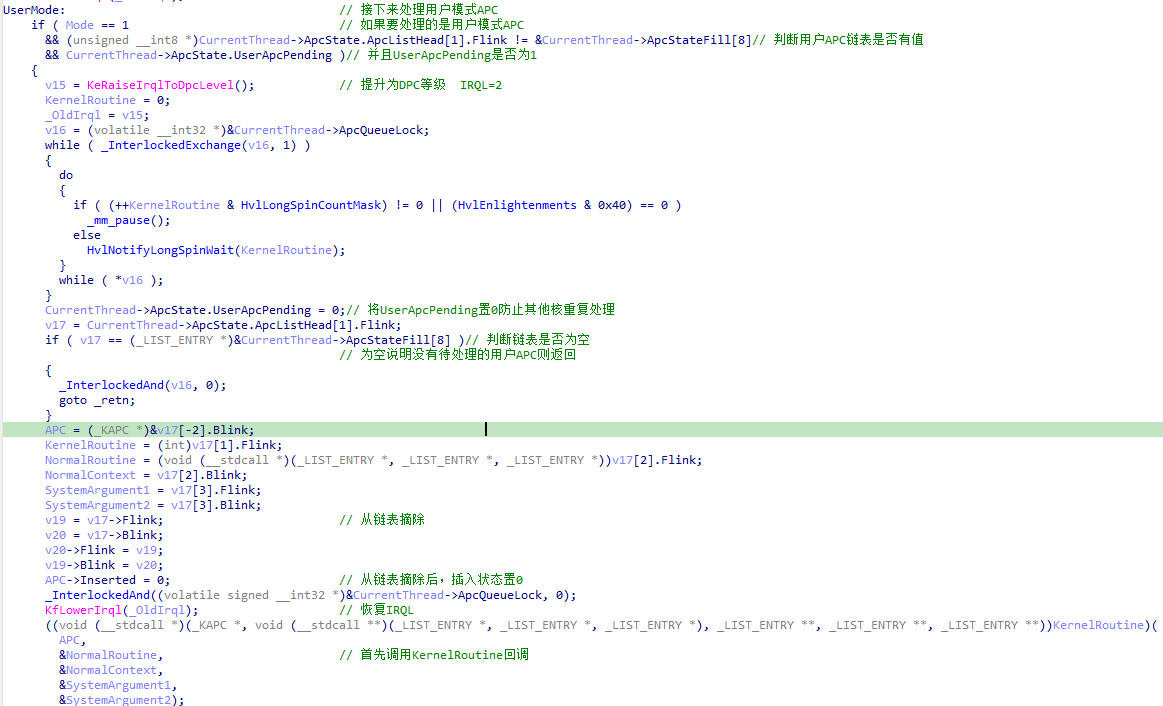 UserMode:                                        // 接下来处理用户模式APC
    if ( Mode == 1                               // 如果要处理的是用户模式APC
      && (unsigned __int8 *)CurrentThread->ApcState.ApcListHead[1].Flink != &CurrentThread->ApcStateFill[8]// 判断用户APC链表是否有值
      && CurrentThread->ApcState.UserApcPending )// 并且UserApcPending是否为1
    {
      v15 = KeRaiseIrqlToDpcLevel();             // 提升为DPC等级  IRQL=2
      KernelRoutine = 0;
      _OldIrql = v15;
      v16 = (volatile __int32 *)&CurrentThread->ApcQueueLock;
      while ( _InterlockedExchange(v16, 1) )
      {
        do
        {
          if ( (++KernelRoutine & HvlLongSpinCountMask) != 0 || (HvlEnlightenments & 0x40) == 0 )
            _mm_pause();
          else
            HvlNotifyLongSpinWait(KernelRoutine);
        }
        while ( *v16 );
      }
      CurrentThread->ApcState.UserApcPending = 0;// 将UserApcPending置0防止其他核重复处理
      v17 = CurrentThread->ApcState.ApcListHead[1].Flink;
      if ( v17 == (_LIST_ENTRY *)&CurrentThread->ApcStateFill[8] )// 判断链表是否为空
                                                 // 为空说明没有待处理的用户APC则返回
      {
        _InterlockedAnd(v16, 0);
        goto _retn;
      }
      APC = (_KAPC *)&v17[-2].Blink;
      KernelRoutine = (int)v17[1].Flink;
      NormalRoutine = (void (__stdcall *)(_LIST_ENTRY *, _LIST_ENTRY *, _LIST_ENTRY *))v17[2].Flink;
      NormalContext = v17[2].Blink;
      SystemArgument1 = v17[3].Flink;
      SystemArgument2 = v17[3].Blink;
      v19 = v17->Flink;                          // 从链表摘除
      v20 = v17->Blink;
      v20->Flink = v19;
      v19->Blink = v20;
      APC->Inserted = 0;                         // 从链表摘除后，插入状态置0
      _InterlockedAnd((volatile signed __int32 *)&CurrentThread->ApcQueueLock, 0);
      KfLowerIrql(_OldIrql);                     // 恢复IRQL
      ((void (__stdcall *)(_KAPC *, void (__stdcall **)(_LIST_ENTRY *, _LIST_ENTRY *, _LIST_ENTRY *), _LIST_ENTRY **, _LIST_ENTRY **, _LIST_ENTRY **))KernelRoutine)(
        APC,
        &NormalRoutine,                          // 首先调用KernelRoutine回调
        &NormalContext,
        &SystemArgument1,
        &SystemArgument2);